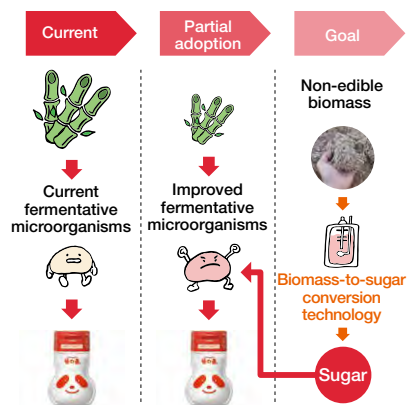 Current
Partial
adoption
Goal
Non-edible
biomass
Current
fermentative
microorganisms
Improved
fermentative
microorganisms
Biomass-to-sugar
conversion
technology
Sugar